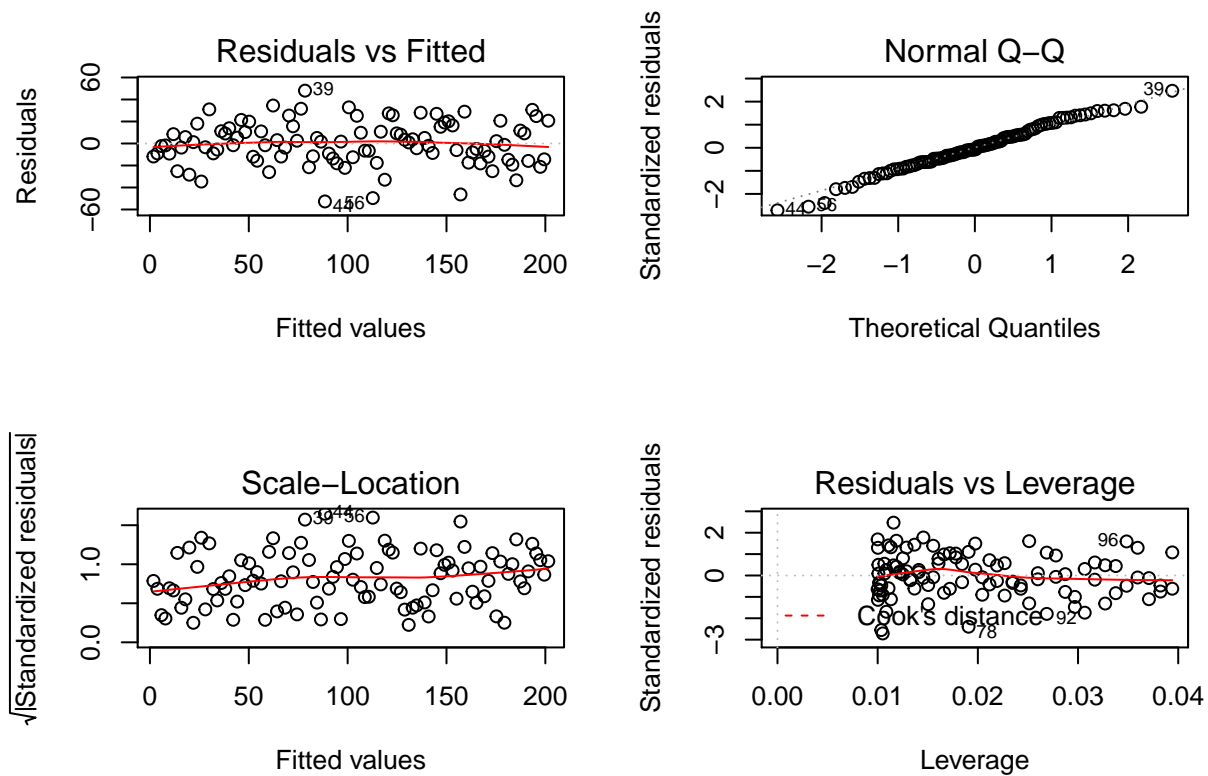 Residuals vs Fitted
Residuals
60
0
−60
39
44
56
0 50 100 150 200
Fitted values
Normal Q−Q
Standardized residuals
2
0
−2
39
44
56
−2 −1 0 1 2
Theoretical Quantiles
Scale−Location
√|Standardized residuals|
1.0
0.0
39
44
56
0 50 100 150 200
Fitted values
Residuals vs Leverage
Standardized residuals
2
0
−3
96
92
78
Cook's distance
0.00 0.01 0.02 0.03 0.04
Leverage